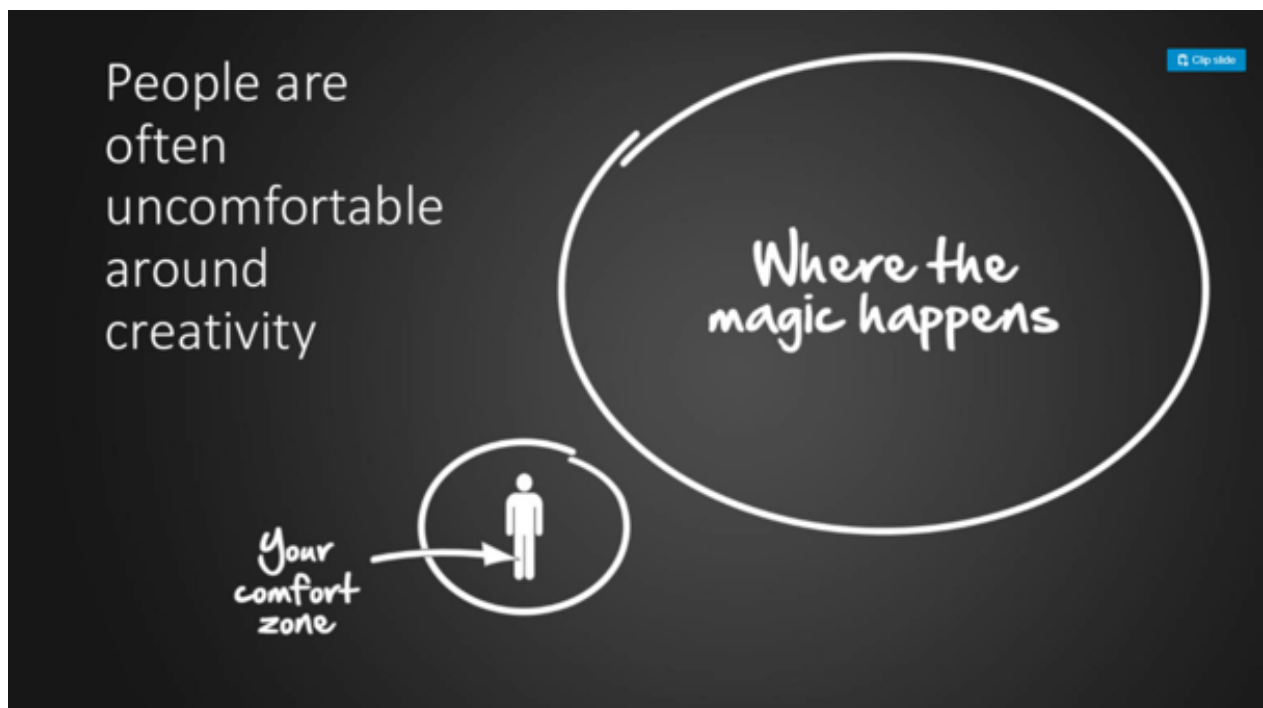 People are
often
uncomfortable
around
creativity
Clip slide
Where the
magic happens
Your
comfort
zone